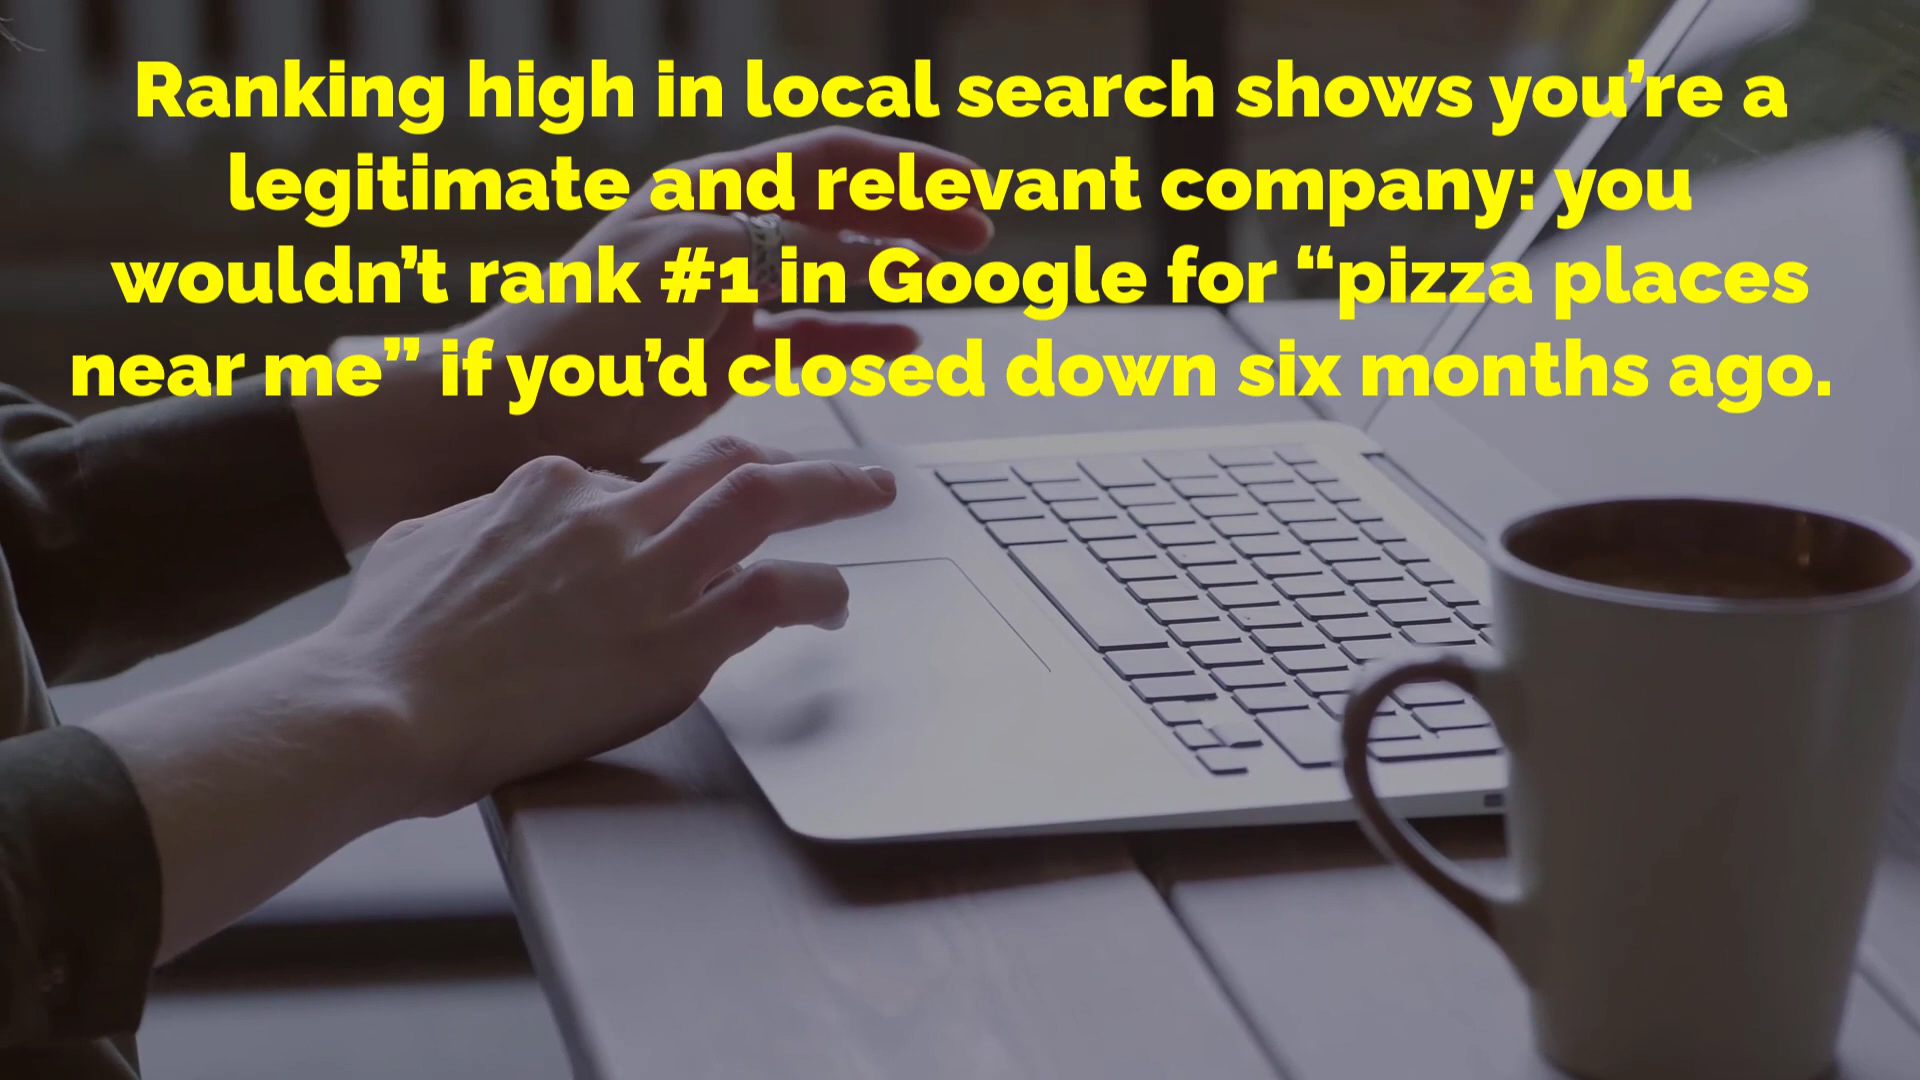 Ranking high in local search shows you’re a
legitimate and relevant company: you
wouldn’t rank #1 in Google for “pizza places
near me” if you’d closed down six months ago.